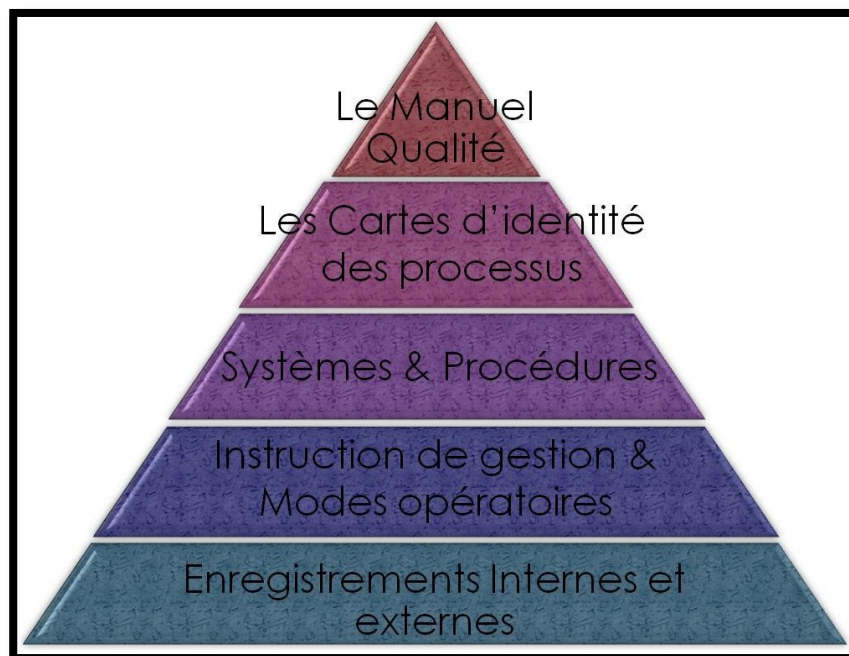 Le Manuel
Qualité
Les Cartes d’identité
des processus
Systèmes & Procédures
Instruction de gestion &
Modes opératoires
Enregistrements Internes et
externes